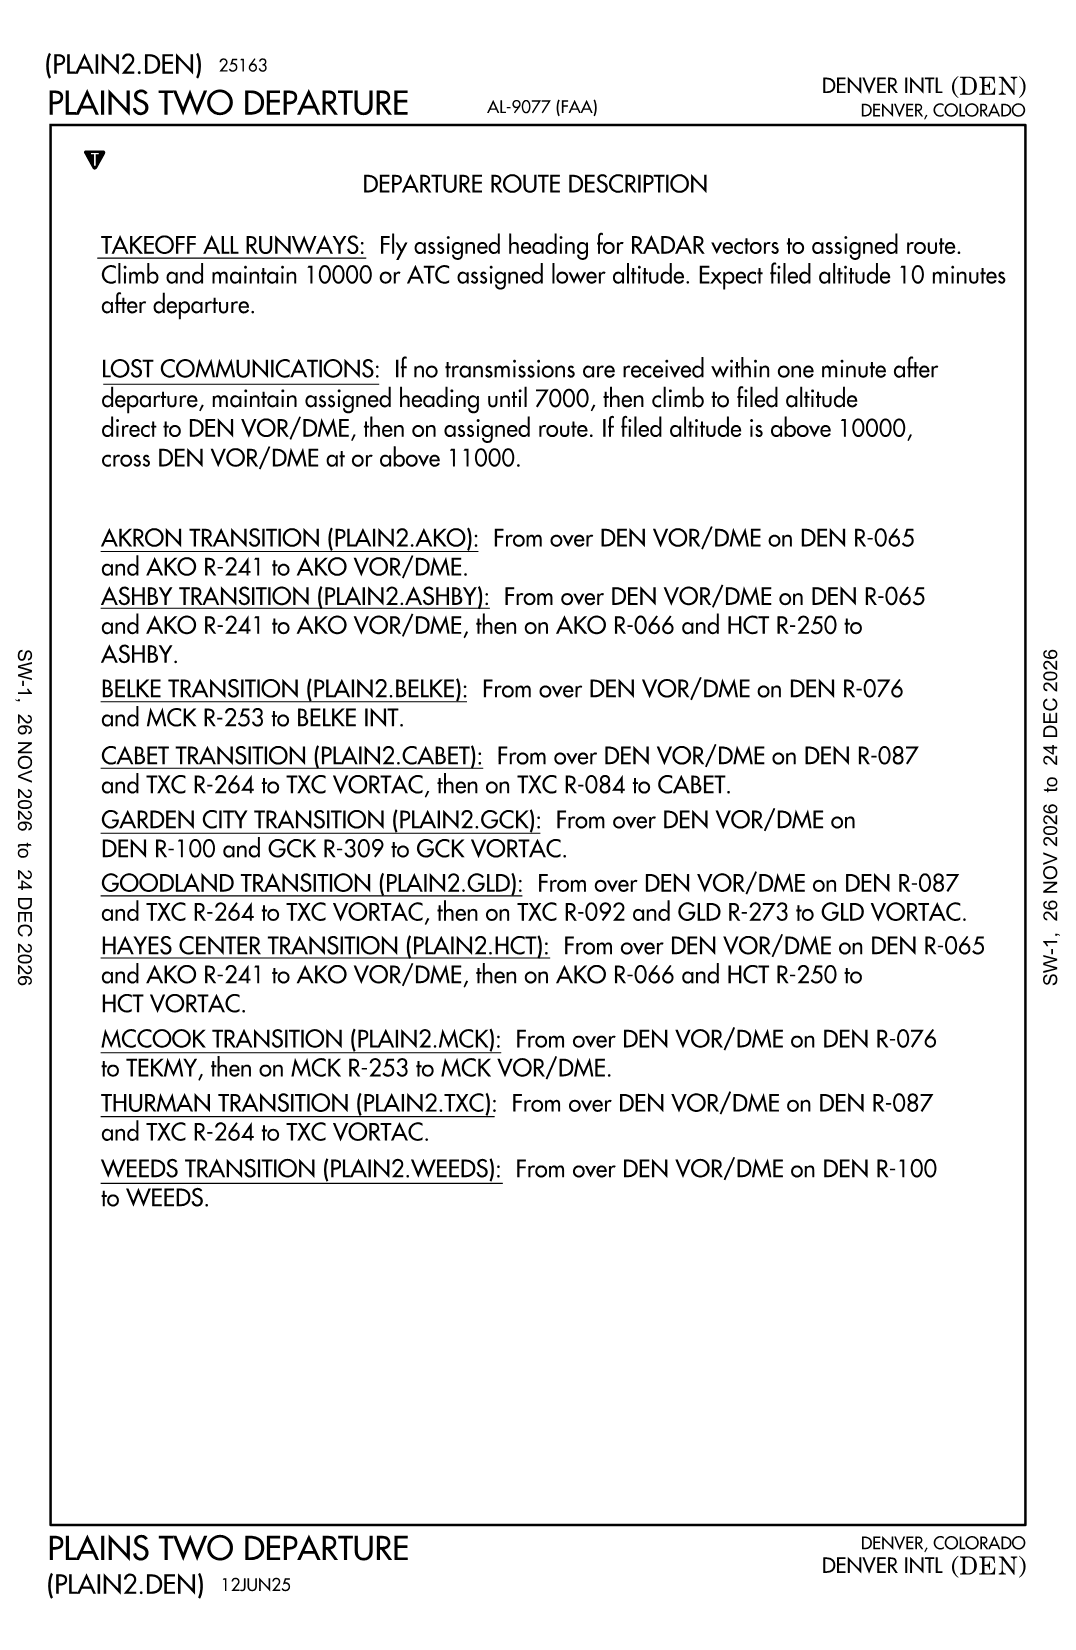 (PLAIN2.DEN) 25163
PLAINS TWO DEPARTURE
AL-9077 (FAA)
DENVER INTL (DEN)
DENVER, COLORADO
T
DEPARTURE ROUTE DESCRIPTION
TAKEOFF ALL RUNWAYS: Fly assigned heading for RADAR vectors to assigned route.
Climb and maintain 10000 or ATC assigned lower altitude. Expect filed altitude 10 minutes
after departure.
LOST COMMUNICATIONS: If no transmissions are received within one minute after
departure, maintain assigned heading until 7000, then climb to filed altitude
direct to DEN VOR/DME, then on assigned route. If filed altitude is above 10000,
cross DEN VOR/DME at or above 11000.
AKRON TRANSITION (PLAIN2.AKO): From over DEN VOR/DME on DEN R-065
and AKO R-241 to AKO VOR/DME.
ASHBY TRANSITION (PLAIN2.ASHBY): From over DEN VOR/DME on DEN R-065
and AKO R-241 to AKO VOR/DME, then on AKO R-066 and HCT R-250 to
ASHBY.
BELKE TRANSITION (PLAIN2.BELKE): From over DEN VOR/DME on DEN R-076
and MCK R-253 to BELKE INT.
CABET TRANSITION (PLAIN2.CABET): From over DEN VOR/DME on DEN R-087
and TXC R-264 to TXC VORTAC, then on TXC R-084 to CABET.
GARDEN CITY TRANSITION (PLAIN2.GCK): From over DEN VOR/DME on
DEN R-100 and GCK R-309 to GCK VORTAC.
GOODLAND TRANSITION (PLAIN2.GLD): From over DEN VOR/DME on DEN R-087
and TXC R-264 to TXC VORTAC, then on TXC R-092 and GLD R-273 to GLD VORTAC.
HAYES CENTER TRANSITION (PLAIN2.HCT): From over DEN VOR/DME on DEN R-065
and AKO R-241 to AKO VOR/DME, then on AKO R-066 and HCT R-250 to
HCT VORTAC.
MCCOOK TRANSITION (PLAIN2.MCK): From over DEN VOR/DME on DEN R-076
to TEKMY, then on MCK R-253 to MCK VOR/DME.
THURMAN TRANSITION (PLAIN2.TXC): From over DEN VOR/DME on DEN R-087
and TXC R-264 to TXC VORTAC.
WEEDS TRANSITION (PLAIN2.WEEDS): From over DEN VOR/DME on DEN R-100
to WEEDS.
SW-1, 26 NOV 2026 to 24 DEC 2026
SW-1, 26 NOV 2026 to 24 DEC 2026
PLAINS TWO DEPARTURE
(PLAIN2.DEN) 12JUN25
DENVER, COLORADO
DENVER INTL (DEN)